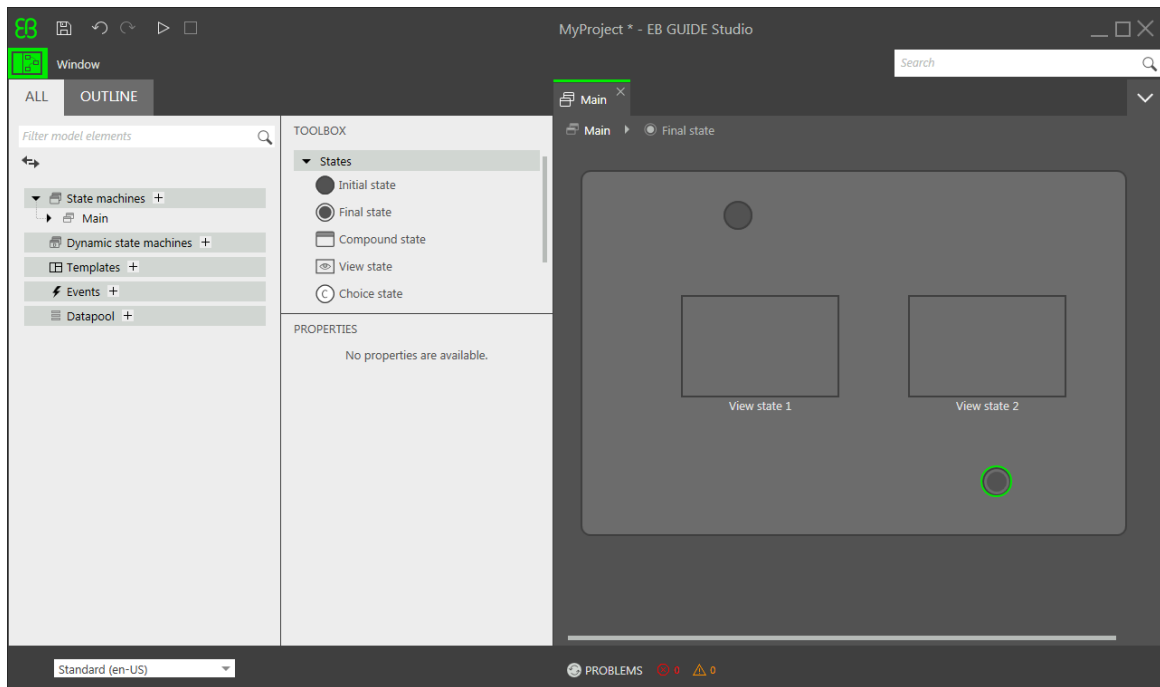 MyProject * - EB GUIDE Studio
Window
Search
ALL
OUTLINE
Filter model elements
State machines +
Main
Dynamic state machines +
Templates +
Events +
Datapool +
TOOLBOX
States
Initial state
Final state
Compound state
View state
C Choice state
PROPERTIES
No properties are available.
Main
Main
Final state
View state 1
View state 2
Standard (en-US)
PROBLEMS 0 0